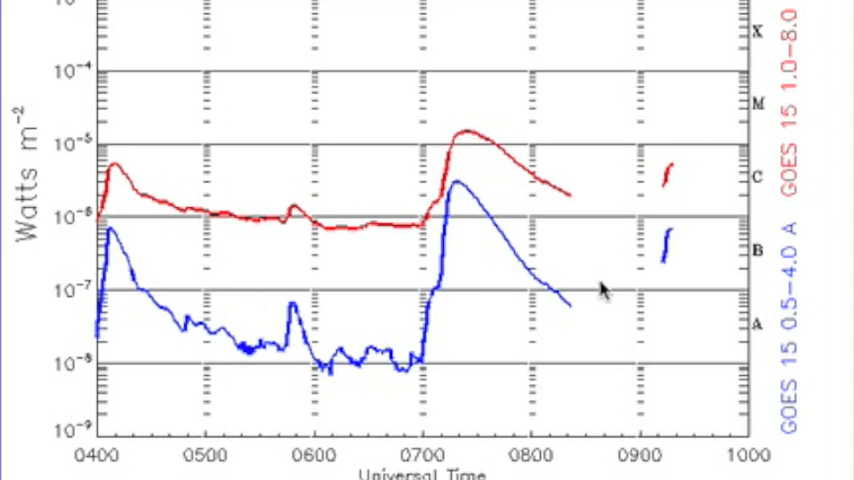 X
10⁻⁴
M
10⁻⁵
C
10⁻⁶
B
10⁻⁷
A
10⁻⁸
10⁻⁹
Watts m⁻²
0400 0500 0600 0700 0800 0900 1000
Universal Time
GOES 15 1.0-8.0
GOES 15 0.5-4.0 A